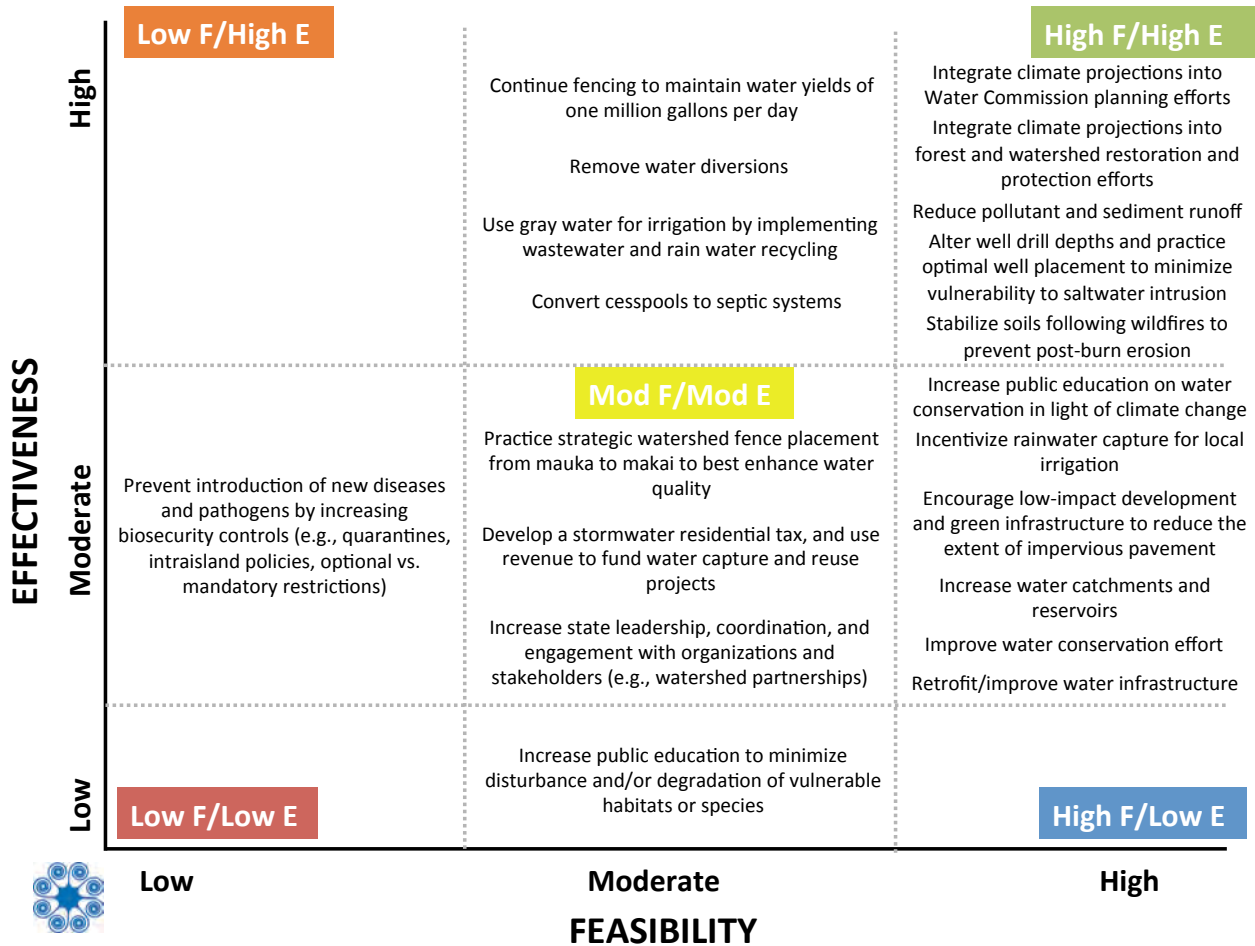 Low F/High E
High F/High E
High
Continue fencing to maintain water yields of
one million gallons per day
Remove water diversions
Use gray water for irrigation by implementing
wastewater and rain water recycling
Convert cesspools to septic systems
Integrate climate projections into
Water Commission planning efforts
Integrate climate projections into
forest and watershed restoration and
protection efforts
Reduce pollutant and sediment runoff
Alter well drill depths and practice
optimal well placement to minimize
vulnerability to saltwater intrusion
Stabilize soils following wildfires to
prevent post-burn erosion
EFFECTIVENESS
Moderate
Prevent introduction of new diseases
and pathogens by increasing
biosecurity controls (e.g., quarantines,
intraisland policies, optional vs.
mandatory restrictions)
Mod F/Mod E
Practice strategic watershed fence placement
from mauka to makai to best enhance water
quality
Develop a stormwater residential tax, and use
revenue to fund water capture and reuse
projects
Increase state leadership, coordination, and
engagement with organizations and
stakeholders (e.g., watershed partnerships)
Increase public education on water
conservation in light of climate change
Incentivize rainwater capture for local
irrigation
Encourage low-impact development
and green infrastructure to reduce the
extent of impervious pavement
Increase water catchments and
reservoirs
Improve water conservation effort
Retrofit/improve water infrastructure
Low
Low F/Low E
Increase public education to minimize
disturbance and/or degradation of vulnerable
habitats or species
High F/Low E
Low
Moderate
High
FEASIBILITY